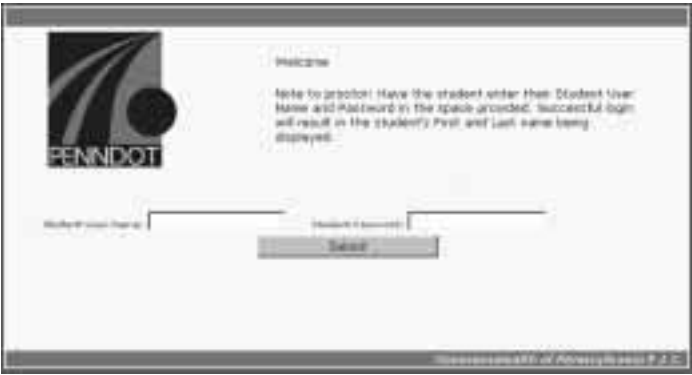 PENNDOT
Welcome
Note to proctor: Have the student enter their Student User
Name and Password in the space provided. Successful login
will result in the student's First and Last name being
displayed.
Student User Name: Student Password:
Submit
Commonwealth of Pennsylvania